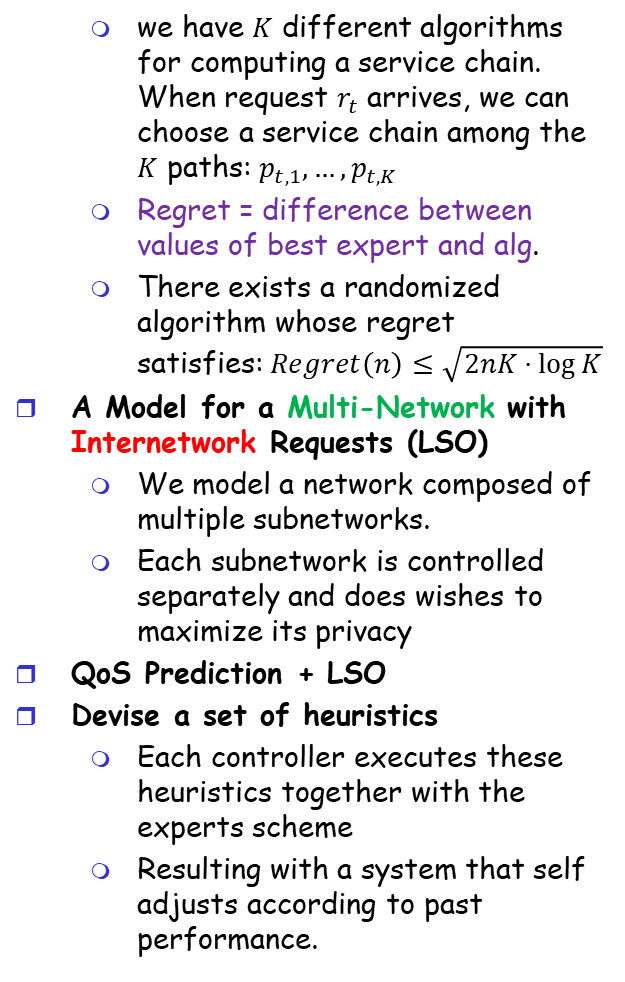 we have K different algorithms
for computing a service chain.
When request r_t arrives, we can
choose a service chain among the
K paths: p_{t,1}, … , p_{t,K}
Regret = difference between
values of best expert and alg.
There exists a randomized
algorithm whose regret
satisfies: Regret(n) ≤ √(2nK · log K)
A Model for a Multi-Network with
Internetwork Requests (LSO)
We model a network composed of
multiple subnetworks.
Each subnetwork is controlled
separately and does wishes to
maximize its privacy
QoS Prediction + LSO
Devise a set of heuristics
Each controller executes these
heuristics together with the
experts scheme
Resulting with a system that self
adjusts according to past
performance.